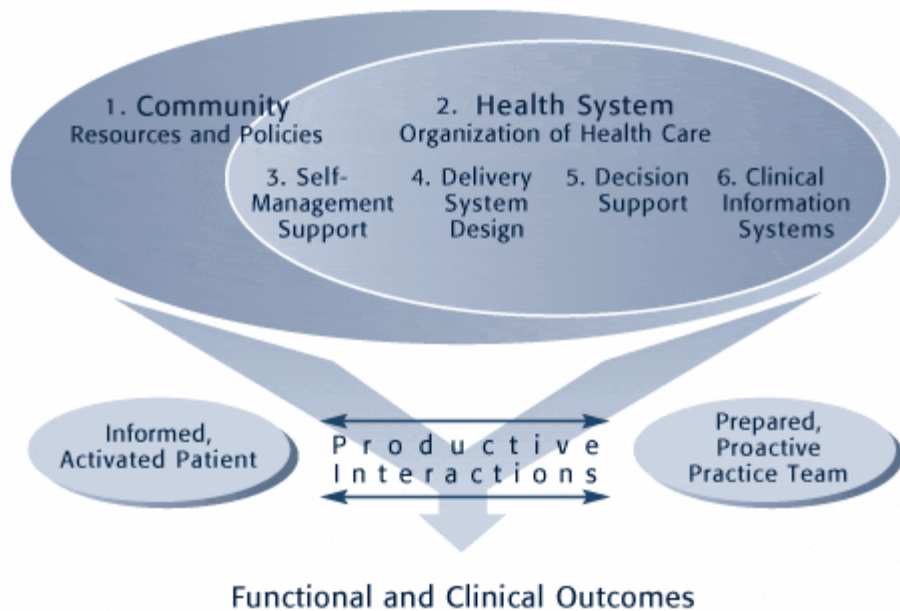 1. Community
Resources and Policies
2. Health System
Organization of Health Care
3. Self-
Management
Support
4. Delivery
System
Design
5. Decision
Support
6. Clinical
Information
Systems
Informed,
Activated Patient
Productive
Interactions
Prepared,
Proactive
Practice Team
Functional and Clinical Outcomes